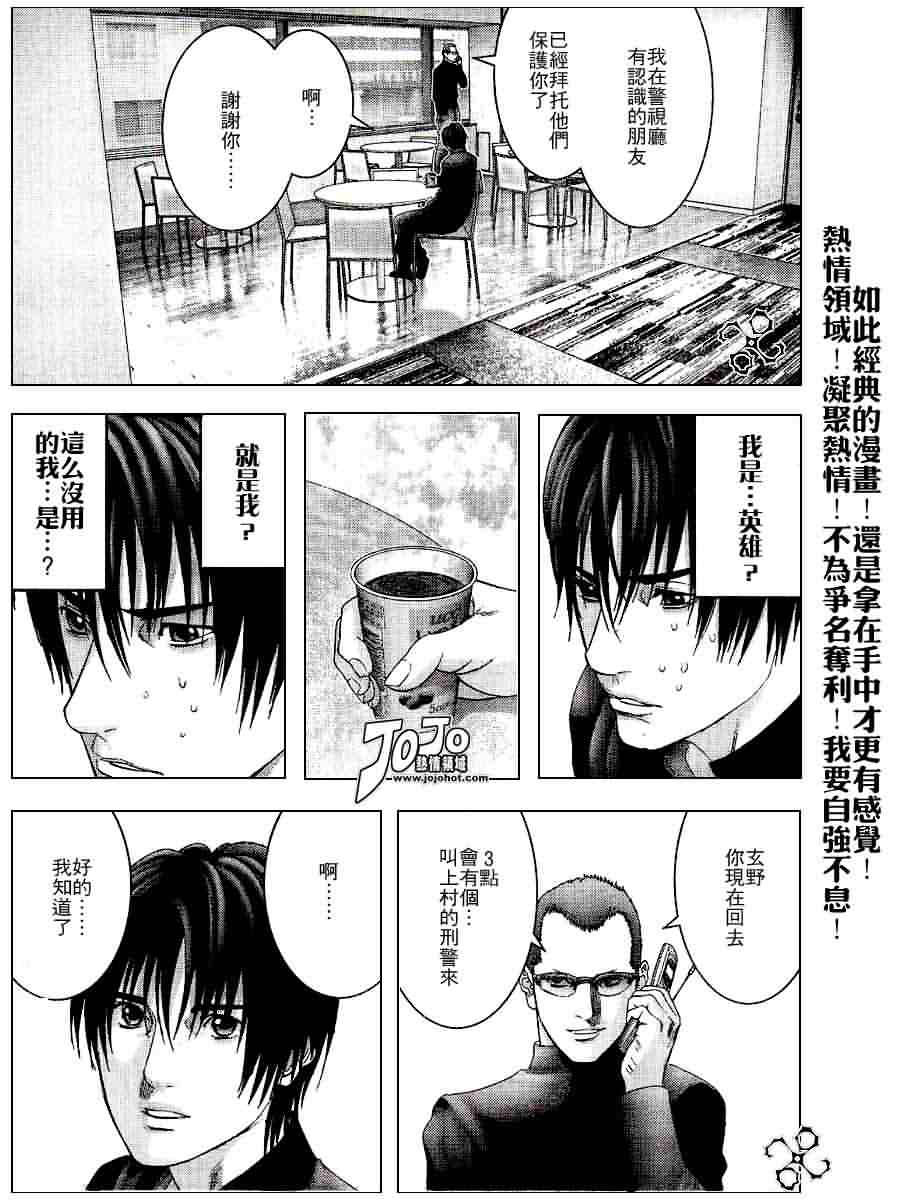 我在警視廳
有認識的朋友
已經拜托他們
保護你了
啊…
謝謝你……
我是…英雄？
就是我？
這么沒用
的我…是…？
JOJO
熱情領域
www.jojohot.com
玄野
你現在回去
3點
會有個…
叫上村的刑警來
啊……
好的……
我知道了
如此經典的漫畫！還是拿在手中才更有感覺！
熱情領域！凝聚熱情！不為爭名奪利！我要自強不息！